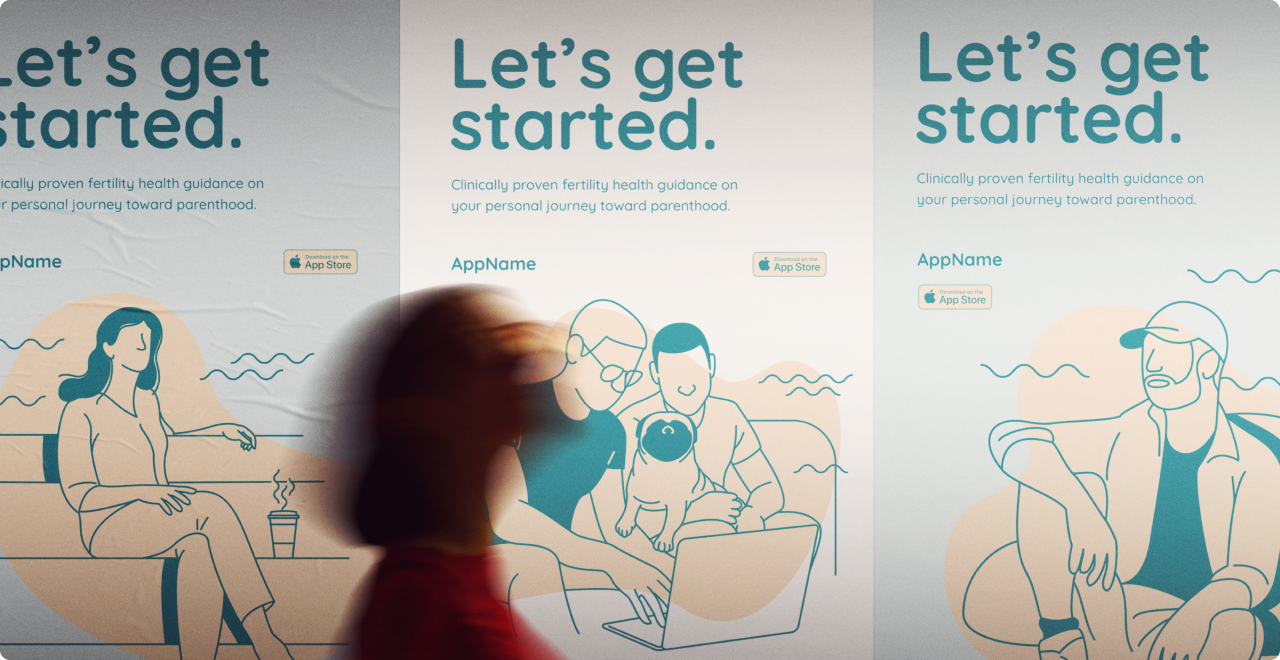 Let’s get
started.
ically proven fertility health guidance on
r personal journey toward parenthood.
pName
Download on the
App Store
Let’s get
started.
Clinically proven fertility health guidance on
your personal journey toward parenthood.
AppName
Download on the
App Store
Let’s get
started.
Clinically proven fertility health guidance on
your personal journey toward parenthood.
AppName
Download on the
App Store